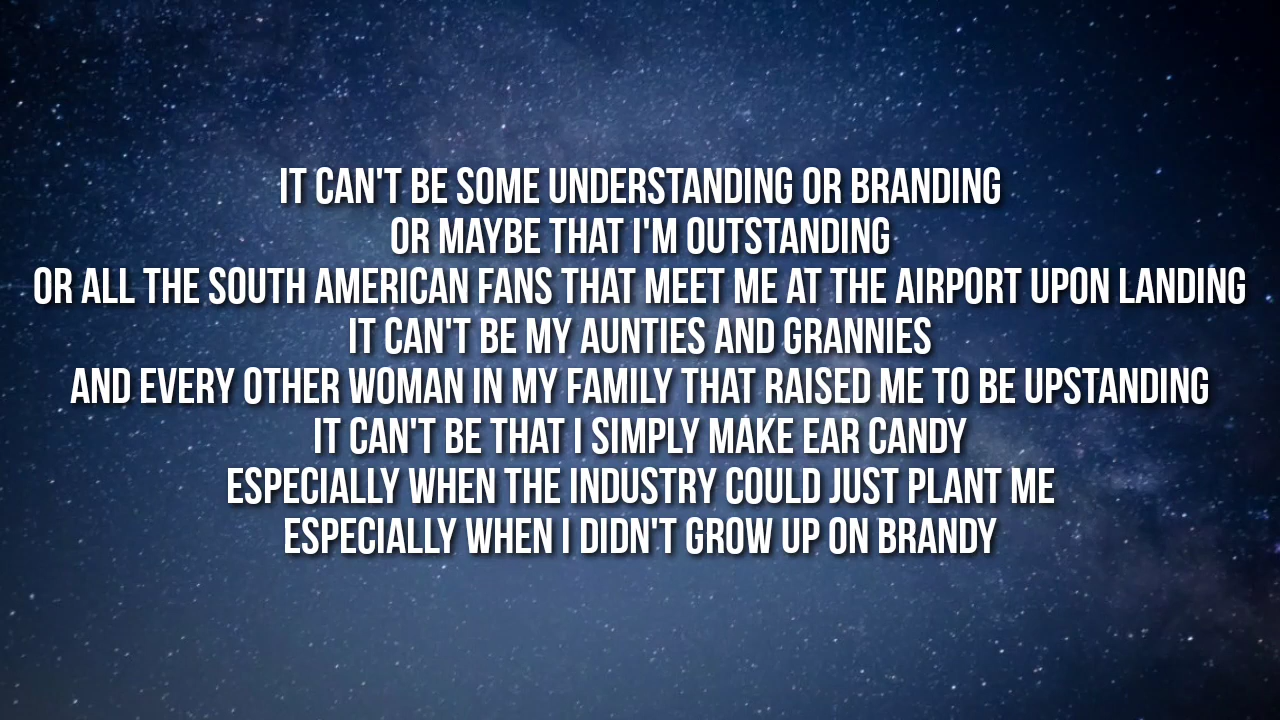 IT CAN'T BE SOME UNDERSTANDING OR BRANDING
OR MAYBE THAT I'M OUTSTANDING
OR ALL THE SOUTH AMERICAN FANS THAT MEET ME AT THE AIRPORT UPON LANDING
IT CAN'T BE MY AUNTIES AND GRANNIES
AND EVERY OTHER WOMAN IN MY FAMILY THAT RAISED ME TO BE UPSTANDING
IT CAN'T BE THAT I SIMPLY MAKE EAR CANDY
ESPECIALLY WHEN THE INDUSTRY COULD JUST PLANT ME
ESPECIALLY WHEN I DIDN'T GROW UP ON BRANDY